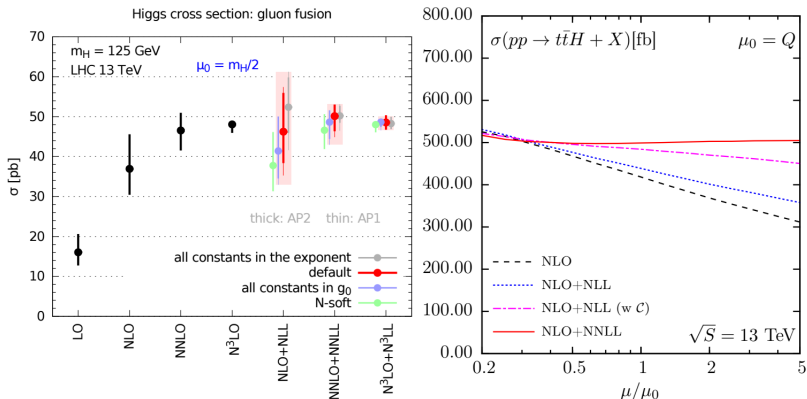 Higgs cross section: gluon fusion
m_H = 125 GeV
LHC 13 TeV
μ₀ = m_H/2
σ [pb]
70
60
50
40
30
20
10
0
thick: AP2 thin: AP1
all constants in the exponent
default
all constants in g₀
N-soft
LO
NLO
NNLO
N³LO
NLO+NLL
NNLO+NNLL
N³LO+N³LL
σ(pp → tt̄H + X)[fb]
μ₀ = Q
800.00
700.00
600.00
500.00
400.00
300.00
200.00
100.00
0.00
NLO
NLO+NLL
NLO+NLL (w C)
NLO+NNLL
√S = 13 TeV
0.2 0.5 1 2 5
μ/μ₀